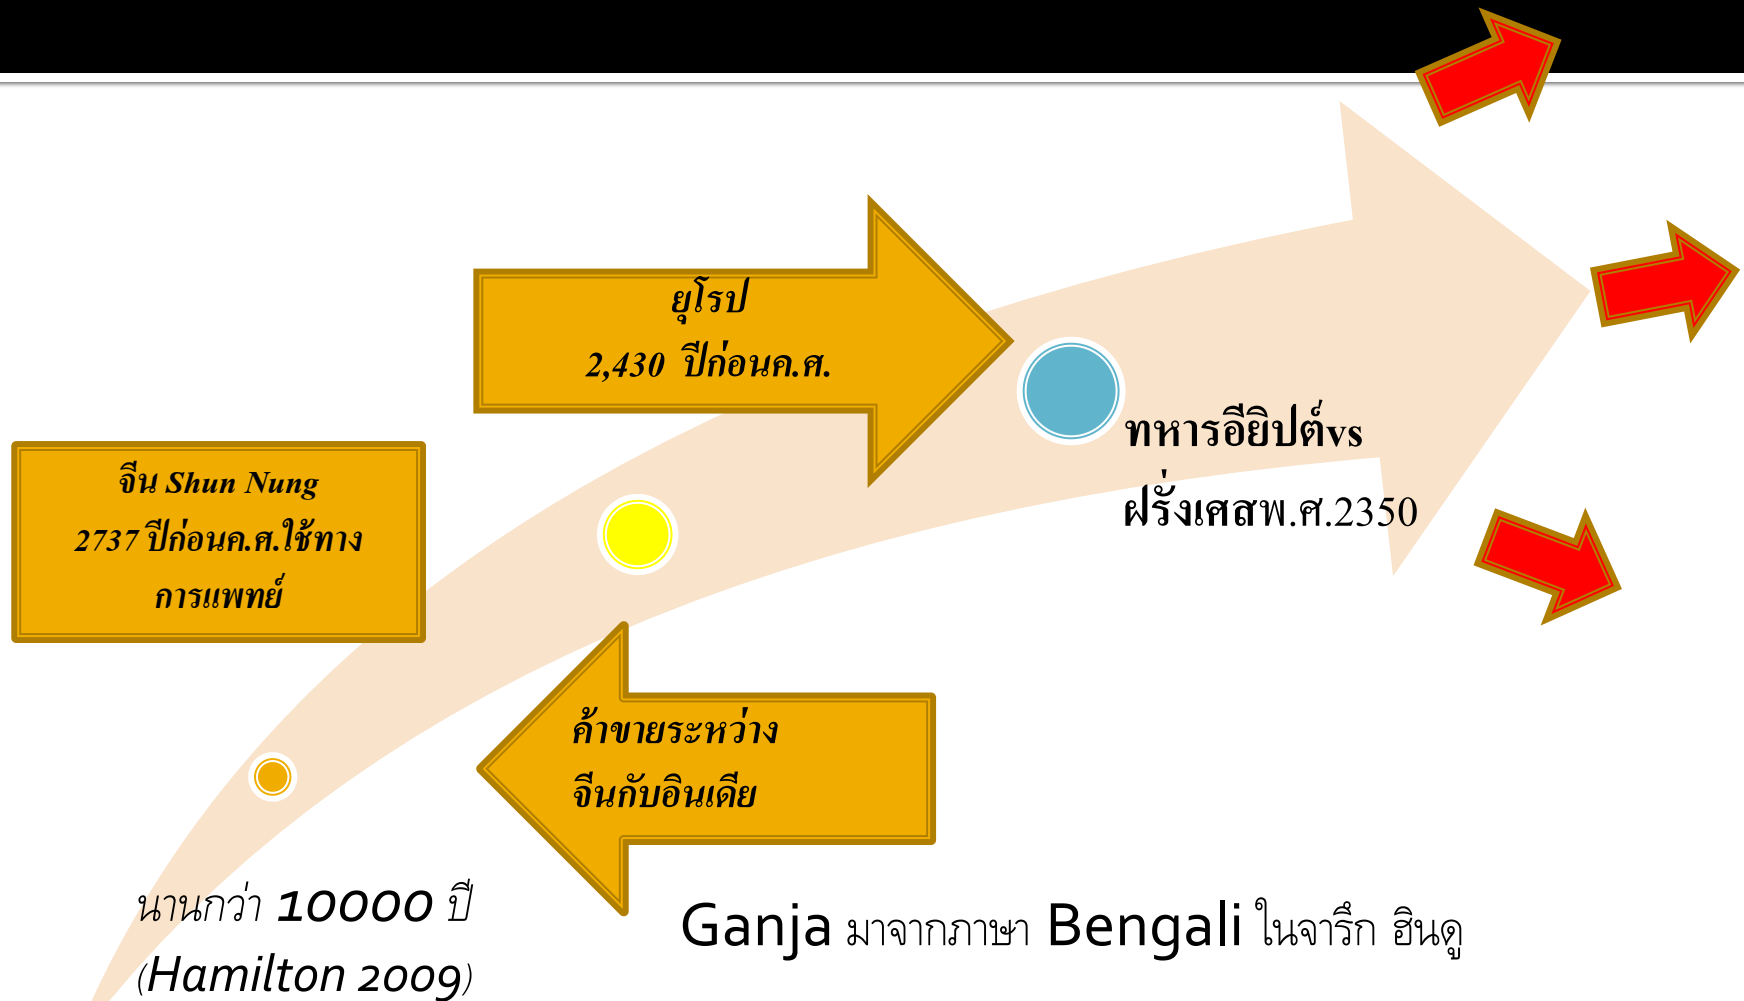 ยุโรป
2,430 ปีก่อนค.ศ.
จีน Shun Nung
2737 ปีก่อนค.ศ.ใช้ทาง
การแพทย์
ทหารอียิปต์vs
ฝรั่งเศสพ.ศ.2350
ค้าขายระหว่าง
จีนกับอินเดีย
นานกว่า 10000 ปี
(Hamilton 2009)
Ganja มาจากภาษา Bengali ในจารึก ฮินดู